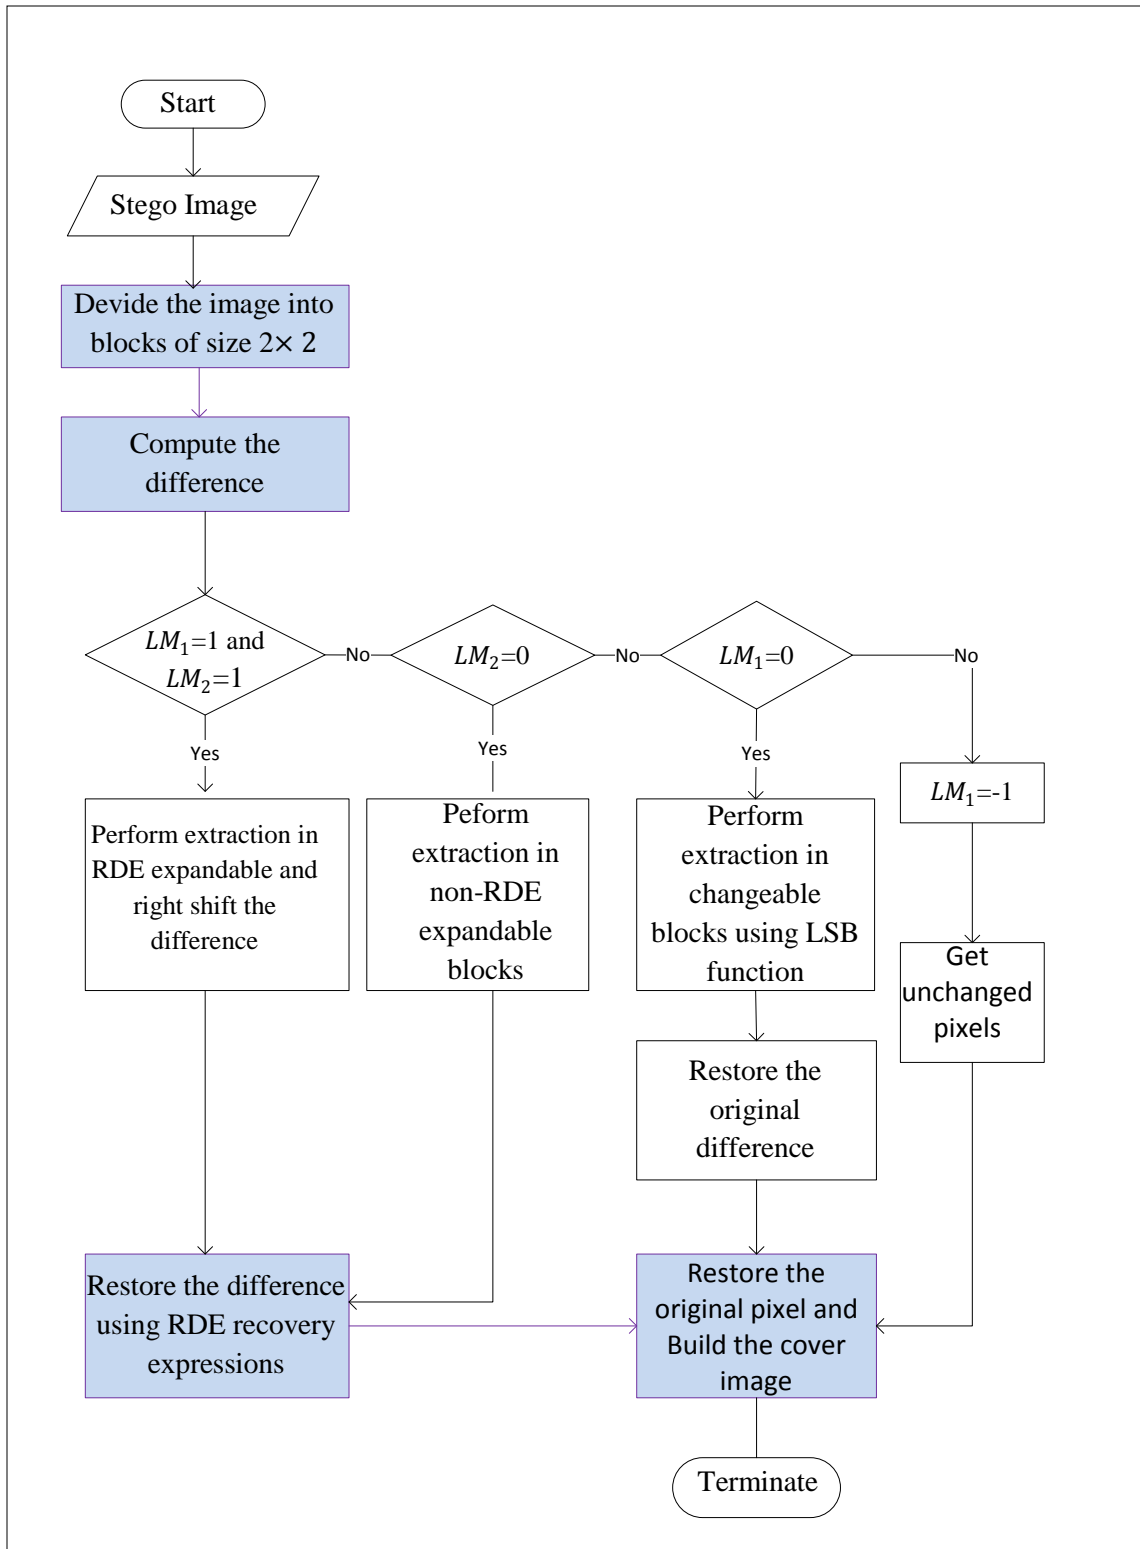 Start
Stego Image
Devide the image into
blocks of size 2× 2
Compute the
difference
LM₁=1 and
LM₂=1
No
LM₂=0
No
LM₁=0
No
Yes
Yes
Yes
LM₁=-1
Perform extraction in
RDE expandable and
right shift the
difference
Peform
extraction in
non-RDE
expandable
blocks
Perform
extraction in
changeable
blocks using LSB
function
Get
unchanged
pixels
Restore the
original
difference
Restore the difference
using RDE recovery
expressions
Restore the
original pixel and
Build the cover
image
Terminate